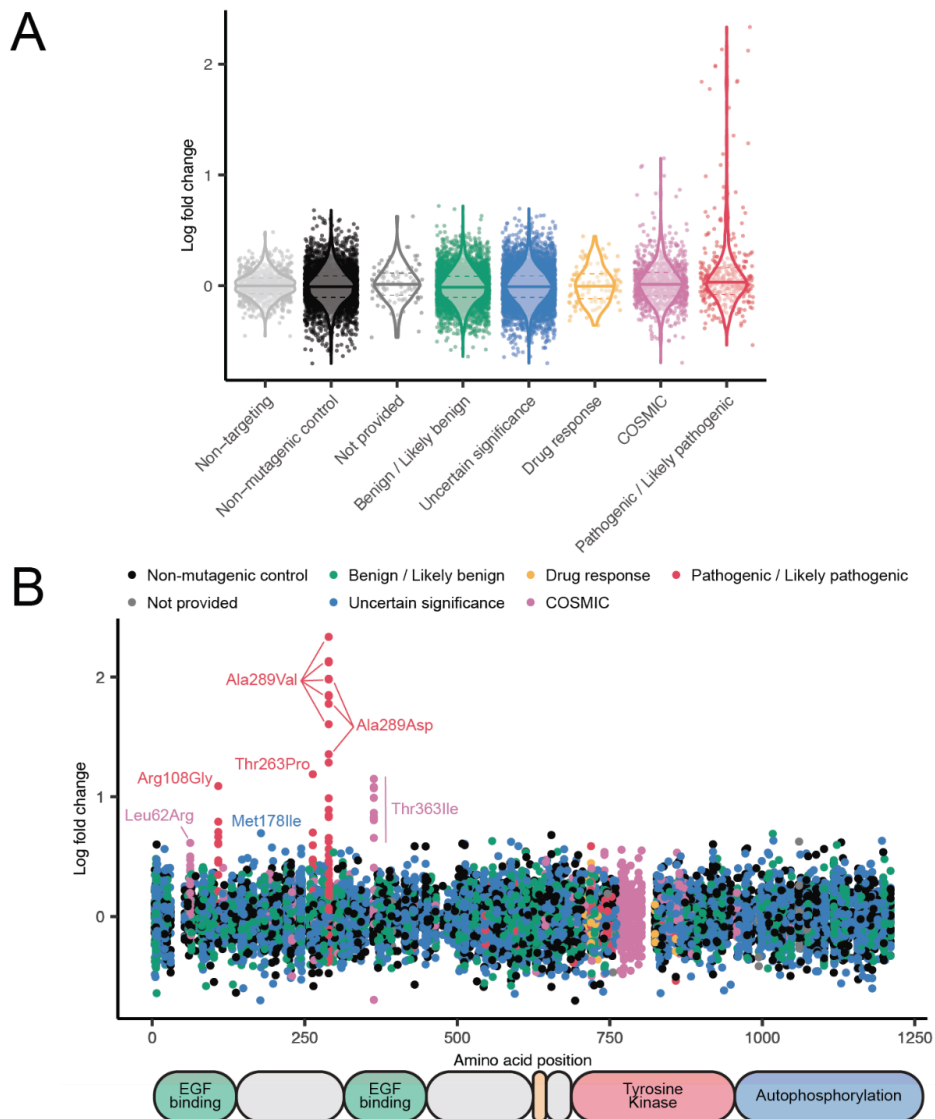 A
Log fold change
2
1
0
Non-targeting
Non-mutagenic control
Not provided
Benign / Likely benign
Uncertain significance
Drug response
COSMIC
Pathogenic / Likely pathogenic
B
Non-mutagenic control
Benign / Likely benign
Drug response
Pathogenic / Likely pathogenic
Not provided
Uncertain significance
COSMIC
Log fold change
2
1
0
Ala289Val
Ala289Asp
Thr263Pro
Arg108Gly
Thr363Ile
Leu62Arg
Met178Ile
0
250
500
750
1000
1250
Amino acid position
EGF
binding
EGF
binding
Tyrosine
Kinase
Autophosphorylation